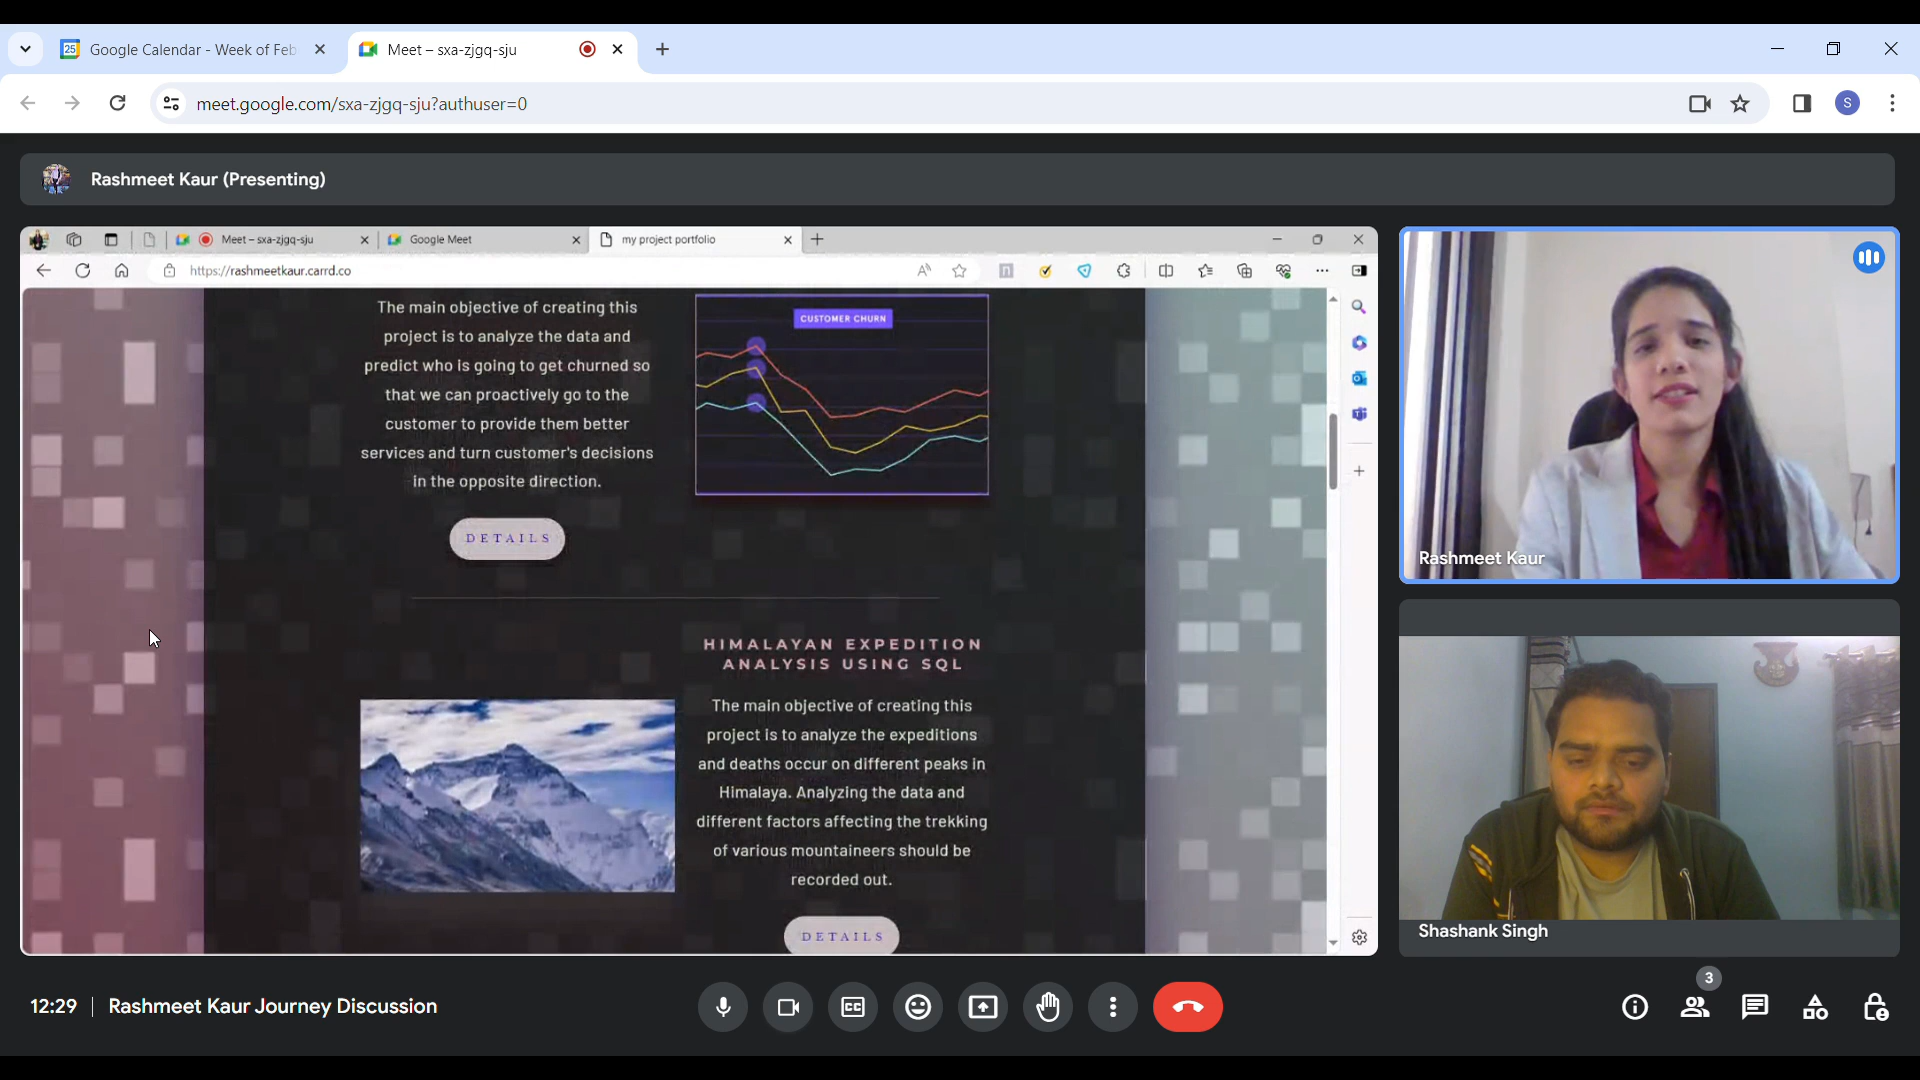 Google Calendar - Week of Feb
Meet – sxa-zjgq-sju
meet.google.com/sxa-zjgq-sju?authuser=0
S
Rashmeet Kaur (Presenting)
Meet – sxa-zjgq-sju
Google Meet
my project portfolio
https://rashmeetkaur.carrd.co
The main objective of creating this
project is to analyze the data and
predict who is going to get churned so
that we can proactively go to the
customer to provide them better
services and turn customer's decisions
in the opposite direction.
DETAILS
CUSTOMER CHURN
HIMALAYAN EXPEDITION
ANALYSIS USING SQL
The main objective of creating this
project is to analyze the expeditions
and deaths occur on different peaks in
Himalaya. Analyzing the data and
different factors affecting the trekking
of various mountaineers should be
recorded out.
DETAILS
Rashmeet Kaur
Shashank Singh
12:29 | Rashmeet Kaur Journey Discussion
CC
3